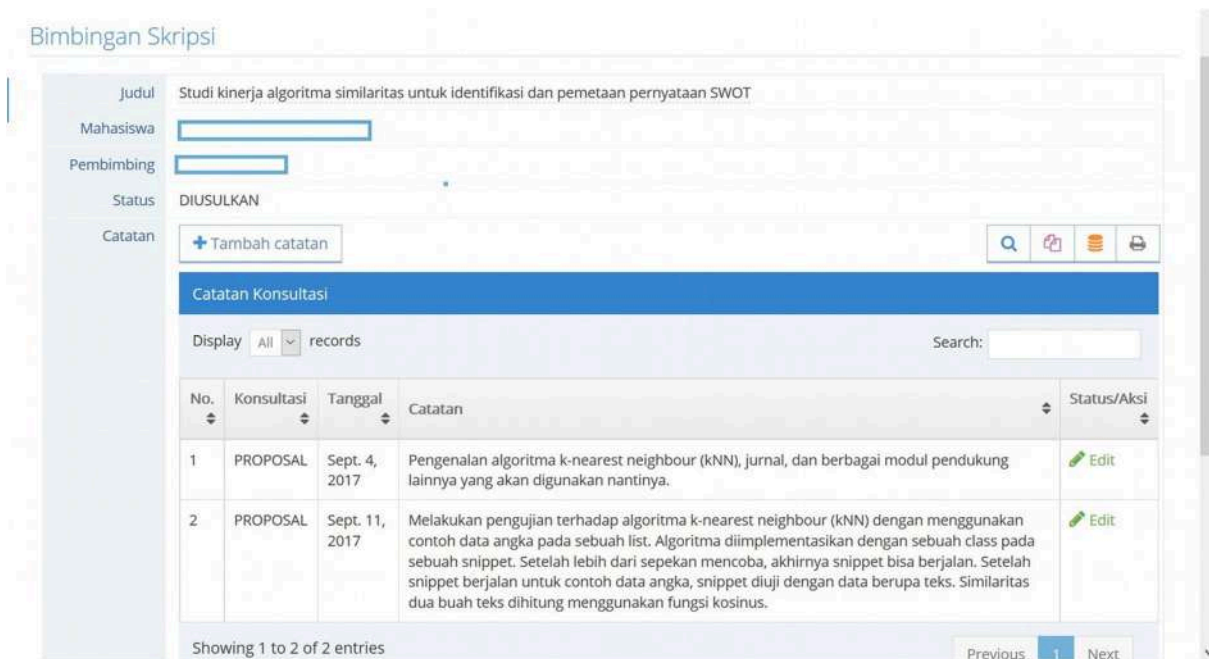 Bimbingan Skripsi
Judul Studi kinerja algoritma similaritas untuk identifikasi dan pemetaan pernyataan SWOT
Mahasiswa
Pembimbing
Status DIUSULKAN
Catatan + Tambah catatan
Catatan Konsultasi
Display All records Search:
No. Konsultasi Tanggal Catatan Status/Aksi
1 PROPOSAL Sept. 4, Pengenalan algoritma k-nearest neighbour (kNN), jurnal, dan berbagai modul pendukung Edit
2017 lainnya yang akan digunakan nantinya.
2 PROPOSAL Sept. 11, Melakukan pengujian terhadap algoritma k-nearest neighbour (kNN) dengan menggunakan Edit
2017 contoh data angka pada sebuah list. Algoritma diimplementasikan dengan sebuah class pada
sebuah snippet. Setelah lebih dari sepekan mencoba, akhirnya snippet bisa berjalan. Setelah
snippet berjalan untuk contoh data angka, snippet diuji dengan data berupa teks. Similaritas
dua buah teks dihitung menggunakan fungsi kosinus.
Showing 1 to 2 of 2 entries Previous 1 Next